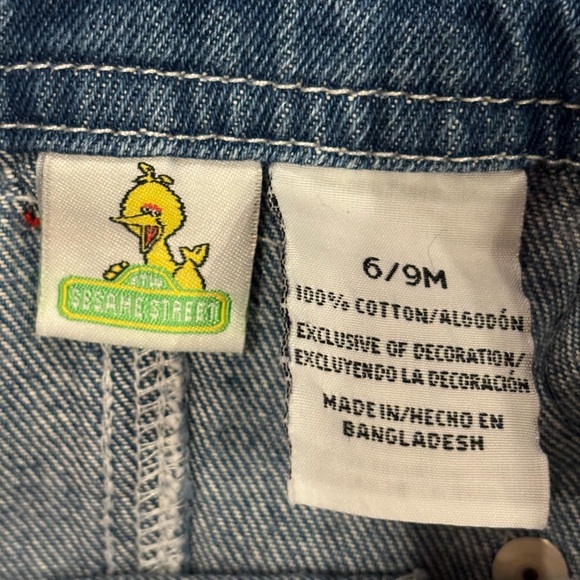 SESAME STREET
6/9M
100% COTTON/ALGODÓN
EXCLUSIVE OF DECORATION/
EXCLUYENDO LA DECORACIÓN
MADE IN/HECHO EN
BANGLADESH